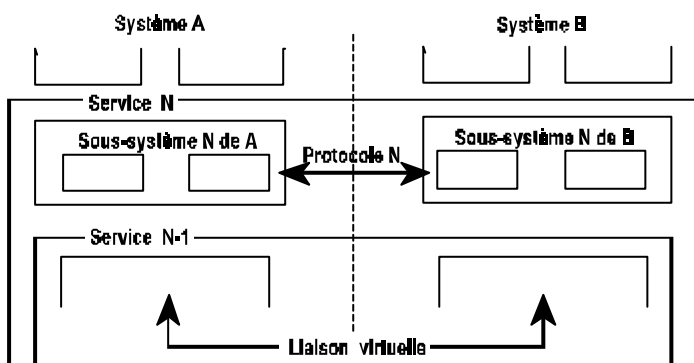 Système A
Système B
Service N
Sous-système N de A
Protocole N
Sous-système N de B
Service N-1
Liaison virtuelle